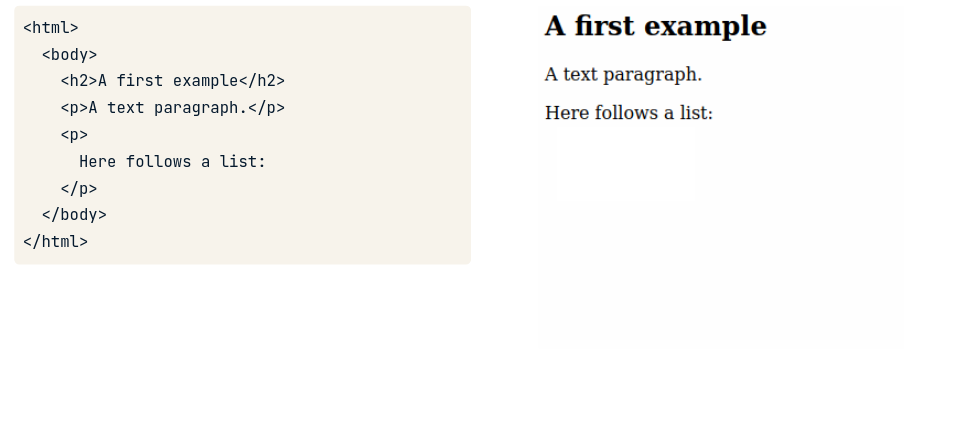 <html>
  <body>
    <h2>A first example</h2>
    <p>A text paragraph.</p>
    <p>
      Here follows a list:
    </p>
  </body>
</html>
A first example
A text paragraph.
Here follows a list: